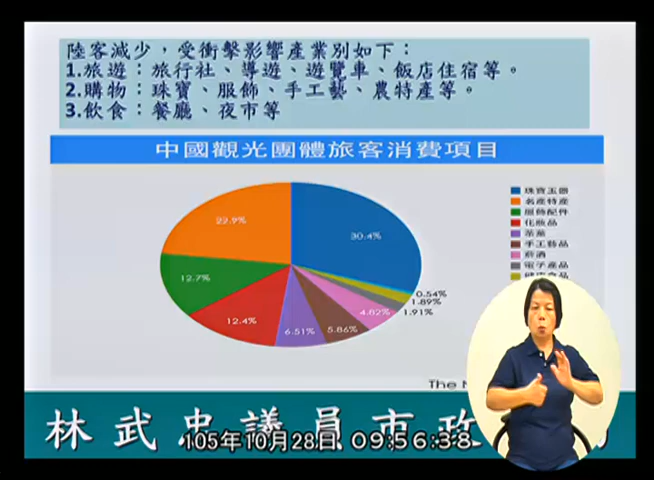 陸客減少，受衝擊影響產業別如下：
1.旅遊：旅行社、導遊、遊覽車、飯店住宿等。
2.購物：珠寶、服飾、手工藝、農特產等。
3.飲食：餐廳、夜市等
中國觀光團體旅客消費項目
珠寶玉器
名產特產
服飾配件
化妝品
茶葉
手工藝品
菸酒
電子產品
健康食品
30.4%
22.9%
12.7%
12.4%
6.51%
5.86%
4.82%
1.91%
1.89%
0.54%
The
林武忠議員市政
105年10月28日 09:56:38